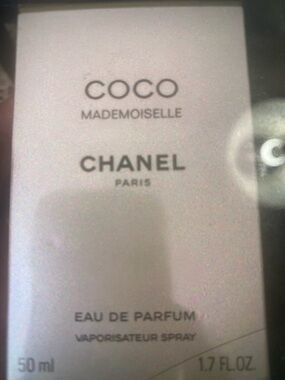 COCO
MADEMOISELLE
CHANEL
PARIS
EAU DE PARFUM
VAPORISATEUR SPRAY
50 ml 1.7 FL.OZ.